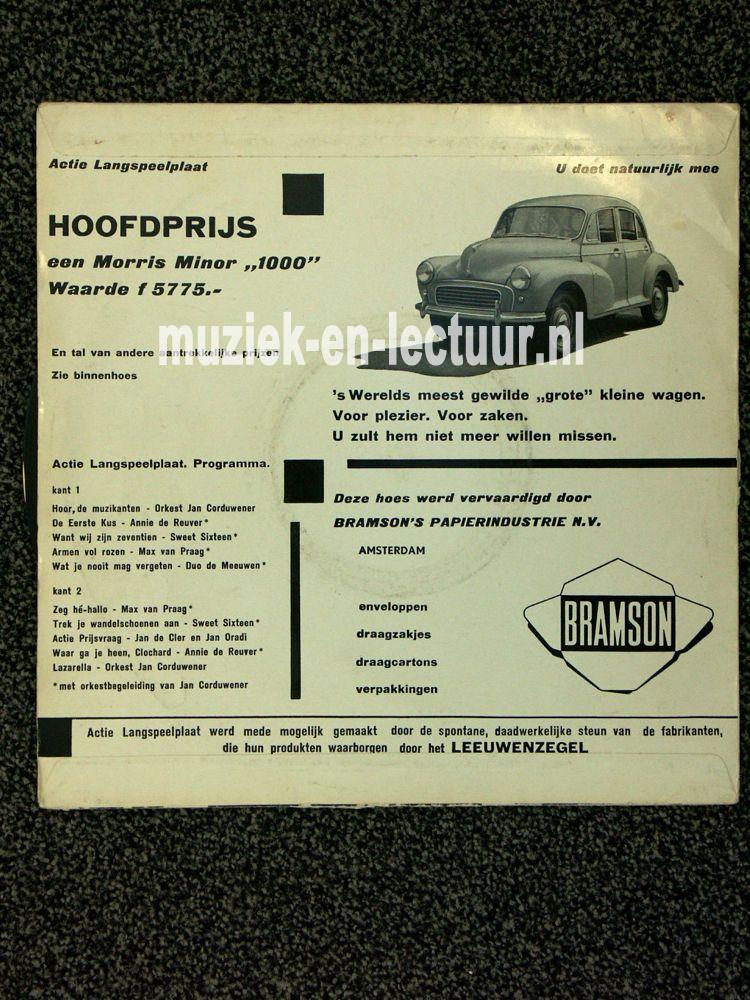 Actie Langspeelplaat
U doet natuurlijk mee
HOOFDPRIJS
een Morris Minor „1000”
Waarde f 5775.-
muziek-en-lectuur.nl
En tal van andere aantrekkelijke prijzen
Zie binnenhoes
's Werelds meest gewilde „grote” kleine wagen.
Voor plezier. Voor zaken.
U zult hem niet meer willen missen.
Actie Langspeelplaat. Programma.
kant 1
Hoor, de muzikanten - Orkest Jan Corduwener
De Eerste Kus - Annie de Reuver*
Want wij zijn zeventien - Sweet Sixteen*
Armen vol rozen - Max van Praag*
Wat je nooit mag vergeten - Duo de Meeuwen*
kant 2
Zeg hé-hallo - Max van Praag*
Trek je wandelschoenen aan - Sweet Sixteen*
Actie Prijsvraag - Jan de Cler en Jan Oradi
Waar ga je heen, Clochard - Annie de Reuver*
Lazarella - Orkest Jan Corduwener
*met orkestbegeleiding van Jan Corduwener
Deze hoes werd vervaardigd door
BRAMSON'S PAPIERINDUSTRIE N.V.
AMSTERDAM
enveloppen
draagzakjes
draagcartons
verpakkingen
BRAMSON
Actie Langspeelplaat werd mede mogelijk gemaakt door de spontane, daadwerkelijke steun van de fabrikanten,
die hun produkten waarborgen door het LEEUWENZEGEL